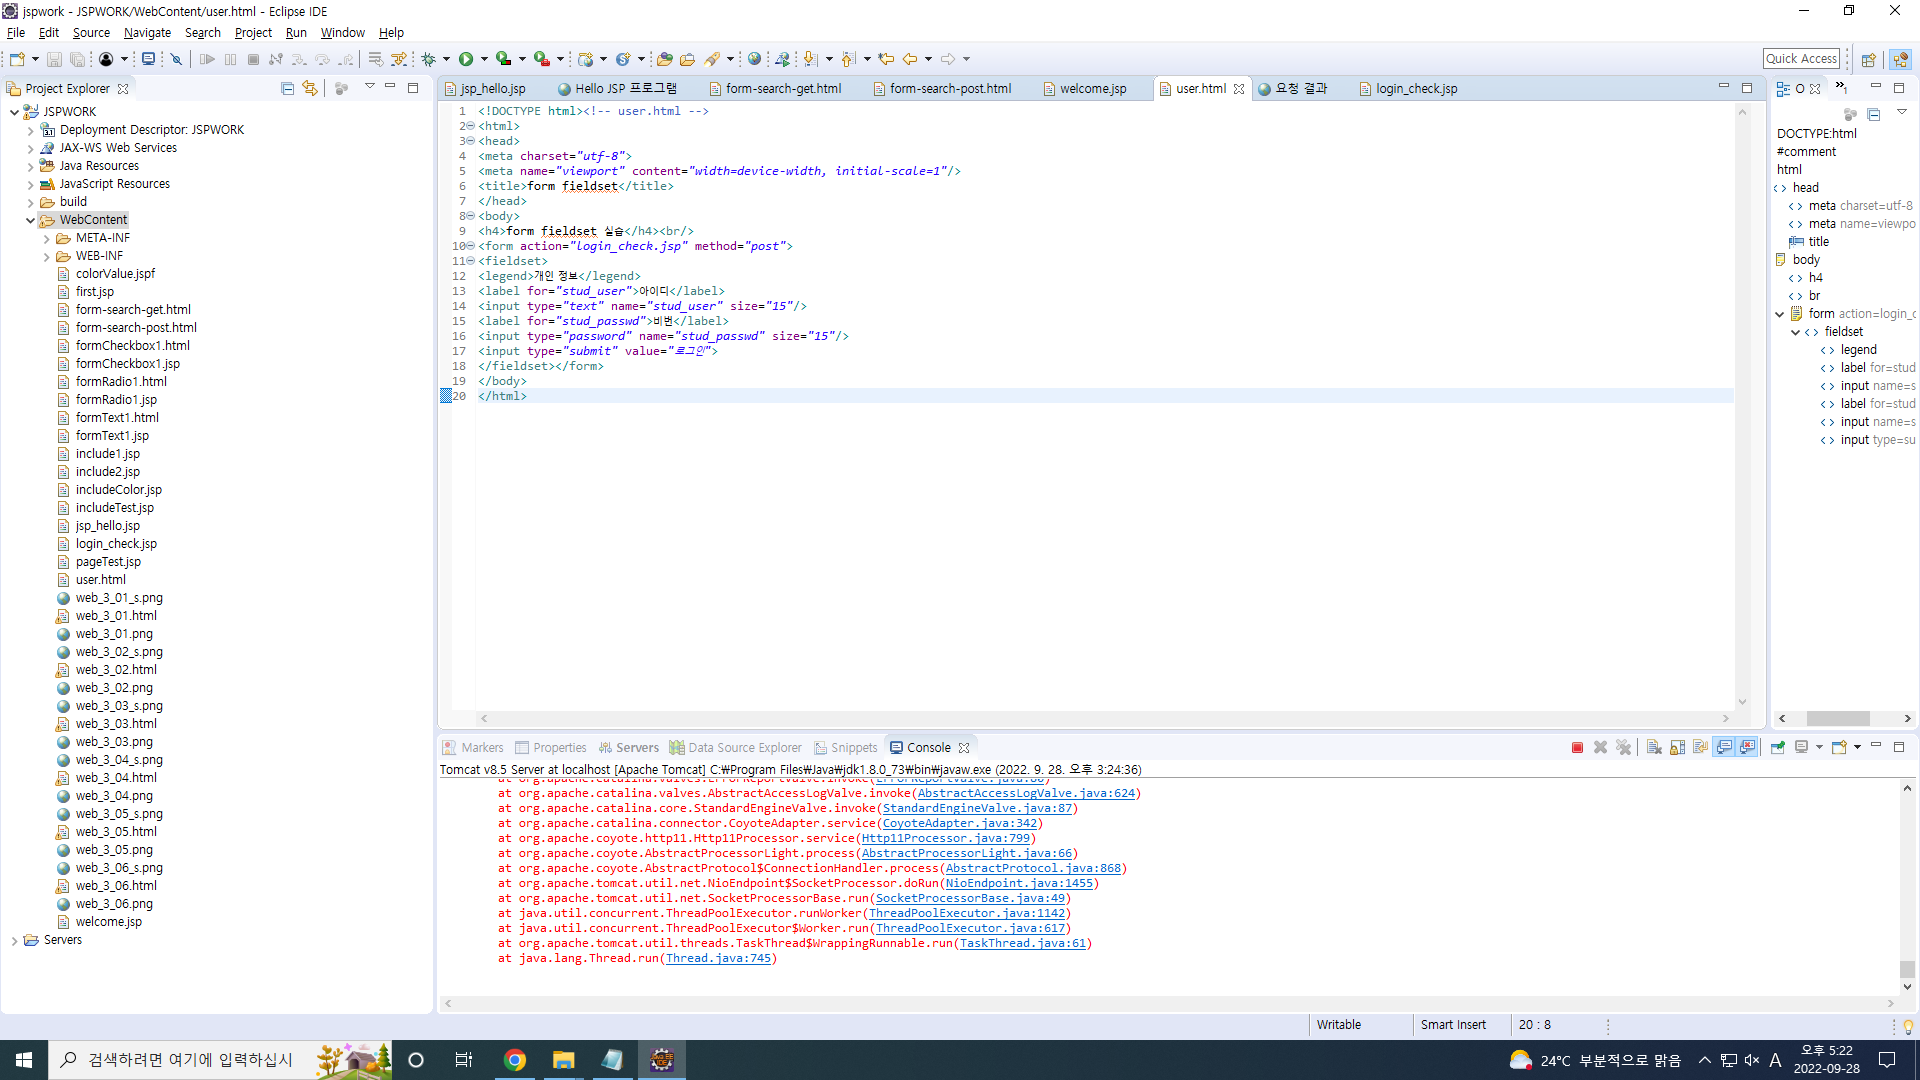 jspwork - JSPWORK/WebContent/user.html - Eclipse IDE
File Edit Source Navigate Search Project Run Window Help
Quick Access
Project Explorer
JSPWORK
Deployment Descriptor: JSPWORK
JAX-WS Web Services
Java Resources
JavaScript Resources
build
WebContent
META-INF
WEB-INF
colorValue.jspf
first.jsp
form-search-get.html
form-search-post.html
formCheckbox1.html
formCheckbox1.jsp
formRadio1.html
formRadio1.jsp
formText1.html
formText1.jsp
include1.jsp
include2.jsp
includeColor.jsp
includeTest.jsp
jsp_hello.jsp
login_check.jsp
pageTest.jsp
user.html
web_3_01_s.png
web_3_01.html
web_3_01.png
web_3_02_s.png
web_3_02.html
web_3_02.png
web_3_03_s.png
web_3_03.html
web_3_03.png
web_3_04_s.png
web_3_04.html
web_3_04.png
web_3_05_s.png
web_3_05.html
web_3_05.png
web_3_06_s.png
web_3_06.html
web_3_06.png
welcome.jsp
Servers
jsp_hello.jsp Hello JSP 프로그램 form-search-get.html form-search-post.html welcome.jsp user.html 요청 결과 login_check.jsp
1 <!DOCTYPE html><!-- user.html -->
2 <html>
3 <head>
4 <meta charset="utf-8">
5 <meta name="viewport" content="width=device-width, initial-scale=1"/>
6 <title>form fieldset</title>
7 </head>
8 <body>
9 <h4>form fieldset 실습</h4><br/>
10 <form action="login_check.jsp" method="post">
11 <fieldset>
12 <legend>개인 정보</legend>
13 <label for="stud_user">아이디</label>
14 <input type="text" name="stud_user" size="15"/>
15 <label for="stud_passwd">비번</label>
16 <input type="password" name="stud_passwd" size="15"/>
17 <input type="submit" value="로그인">
18 </fieldset></form>
19 </body>
20 </html>
O
1
DOCTYPE:html
#comment
html
head
meta charset=utf-8
meta name=viewpo
title
body
h4
br
form action=login_c
fieldset
legend
label for=stud
input name=s
label for=stud
input name=s
input type=su
Markers Properties Servers Data Source Explorer Snippets Console
Tomcat v8.5 Server at localhost [Apache Tomcat] C:₩Program Files₩Java₩jdk1.8.0_73₩bin₩javaw.exe (2022. 9. 28. 오후 3:24:36)
at org.apache.catalina.valves.ErrorReportValve.invoke(ErrorReportValve.java:
at org.apache.catalina.valves.AbstractAccessLogValve.invoke(AbstractAccessLogValve.java:624)
at org.apache.catalina.core.StandardEngineValve.invoke(StandardEngineValve.java:87)
at org.apache.catalina.connector.CoyoteAdapter.service(CoyoteAdapter.java:342)
at org.apache.coyote.http11.Http11Processor.service(Http11Processor.java:799)
at org.apache.coyote.AbstractProcessorLight.process(AbstractProcessorLight.java:66)
at org.apache.coyote.AbstractProtocol$ConnectionHandler.process(AbstractProtocol.java:868)
at org.apache.tomcat.util.net.NioEndpoint$SocketProcessor.doRun(NioEndpoint.java:1455)
at org.apache.tomcat.util.net.SocketProcessorBase.run(SocketProcessorBase.java:49)
at java.util.concurrent.ThreadPoolExecutor.runWorker(ThreadPoolExecutor.java:1142)
at java.util.concurrent.ThreadPoolExecutor$Worker.run(ThreadPoolExecutor.java:617)
at org.apache.tomcat.util.threads.TaskThread$WrappingRunnable.run(TaskThread.java:61)
at java.lang.Thread.run(Thread.java:745)
Writable Smart Insert 20 : 8
검색하려면 여기에 입력하십시
24°C 부분적으로 맑음 A 오후 5:22
2022-09-28